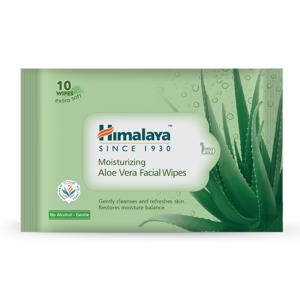 10
WIPES
extra soft
Himalaya™
SINCE 1930
Moisturizing
Aloe Vera Facial Wipes
No Alcohol - Gentle
Gently cleanses and refreshes skin.
Restores moisture balance.